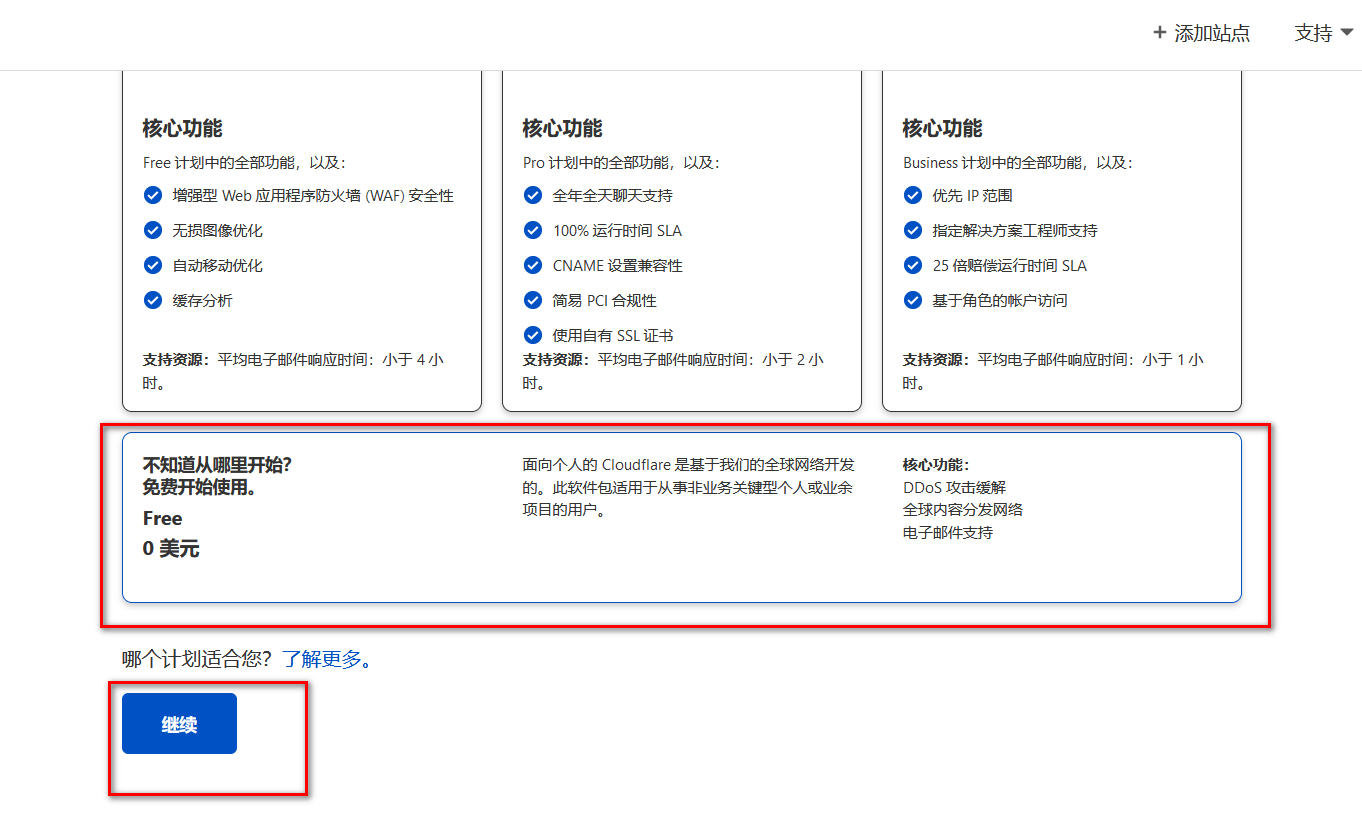 + 添加站点
支持
核心功能
Free 计划中的全部功能，以及：
增强型 Web 应用程序防火墙 (WAF) 安全性
无损图像优化
自动移动优化
缓存分析
支持资源：平均电子邮件响应时间：小于 4 小
时。
核心功能
Pro 计划中的全部功能，以及：
全年全天聊天支持
100% 运行时间 SLA
CNAME 设置兼容性
简易 PCI 合规性
使用自有 SSL 证书
支持资源：平均电子邮件响应时间：小于 2 小
时。
核心功能
Business 计划中的全部功能，以及：
优先 IP 范围
指定解决方案工程师支持
25 倍赔偿运行时间 SLA
基于角色的帐户访问
支持资源：平均电子邮件响应时间：小于 1 小
时。
不知道从哪里开始？
免费开始使用。
Free
0 美元
面向个人的 Cloudflare 是基于我们的全球网络开发
的。此软件包适用于从事非业务关键型个人或业余
项目的用户。
核心功能：
DDoS 攻击缓解
全球内容分发网络
电子邮件支持
哪个计划适合您？了解更多。
继续